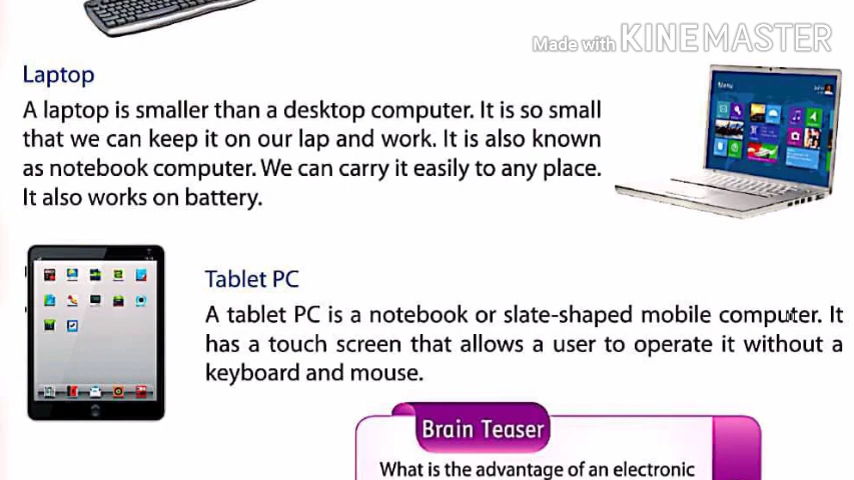 Made with KINEMASTER
Laptop
A laptop is smaller than a desktop computer. It is so small
that we can keep it on our lap and work. It is also known
as notebook computer. We can carry it easily to any place.
It also works on battery.
Tablet PC
A tablet PC is a notebook or slate-shaped mobile computer. It
has a touch screen that allows a user to operate it without a
keyboard and mouse.
Brain Teaser
What is the advantage of an electronic